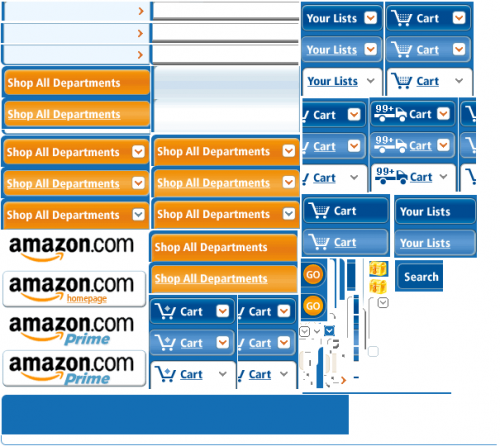 Your Lists Cart
Your Lists Cart
Your Lists Cart
Shop All Departments
Shop All Departments
Cart 99+ Cart
Cart 99+ Cart
Cart 99+ Cart
Shop All Departments Shop All Departments
Shop All Departments Shop All Departments
Shop All Departments Shop All Departments
Cart Your Lists
Cart Your Lists
amazon.com
Shop All Departments
Shop All Departments
GO Search
amazon.com
homepage
GO
Cart Cart
Cart Cart
Cart Cart
amazon.com
Prime
amazon.com
Prime